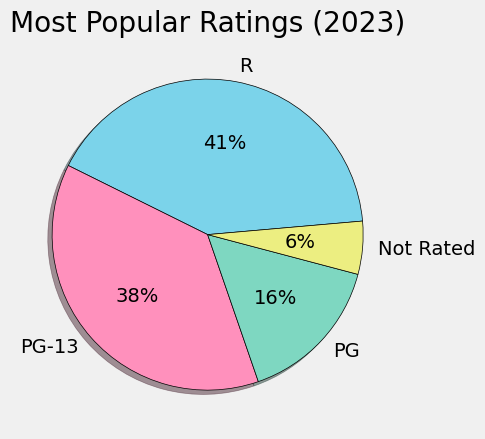 Most Popular Ratings (2023)
R
41%
6%
Not Rated
38%
16%
PG-13
PG